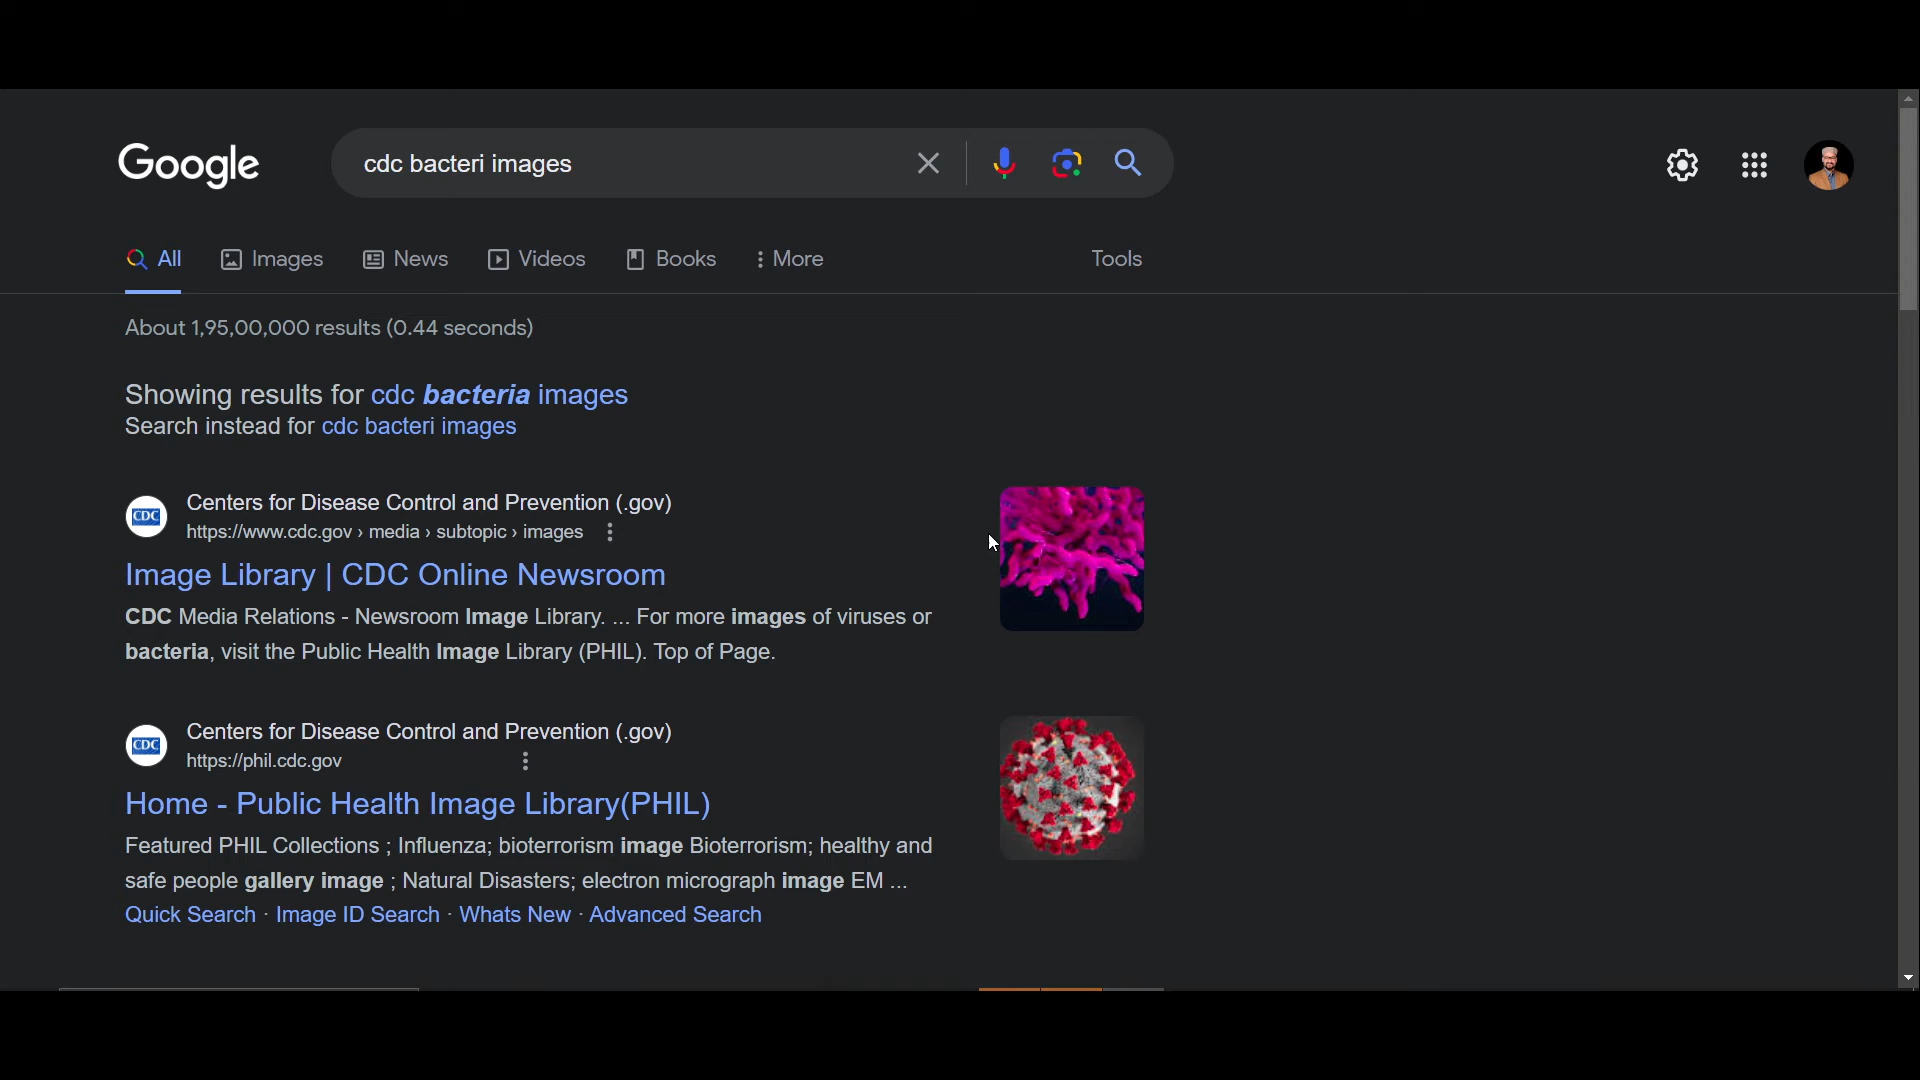 Google
cdc bacteri images
All Images News Videos Books More Tools
About 1,95,00,000 results (0.44 seconds)
Showing results for cdc bacteria images
Search instead for cdc bacteri images
CDC
Centers for Disease Control and Prevention (.gov)
https://www.cdc.gov › media › subtopic › images
Image Library | CDC Online Newsroom
CDC Media Relations - Newsroom Image Library. ... For more images of viruses or
bacteria, visit the Public Health Image Library (PHIL). Top of Page.
CDC
Centers for Disease Control and Prevention (.gov)
https://phil.cdc.gov
Home - Public Health Image Library(PHIL)
Featured PHIL Collections ; Influenza; bioterrorism image Bioterrorism; healthy and
safe people gallery image ; Natural Disasters; electron micrograph image EM ...
Quick Search · Image ID Search · Whats New · Advanced Search